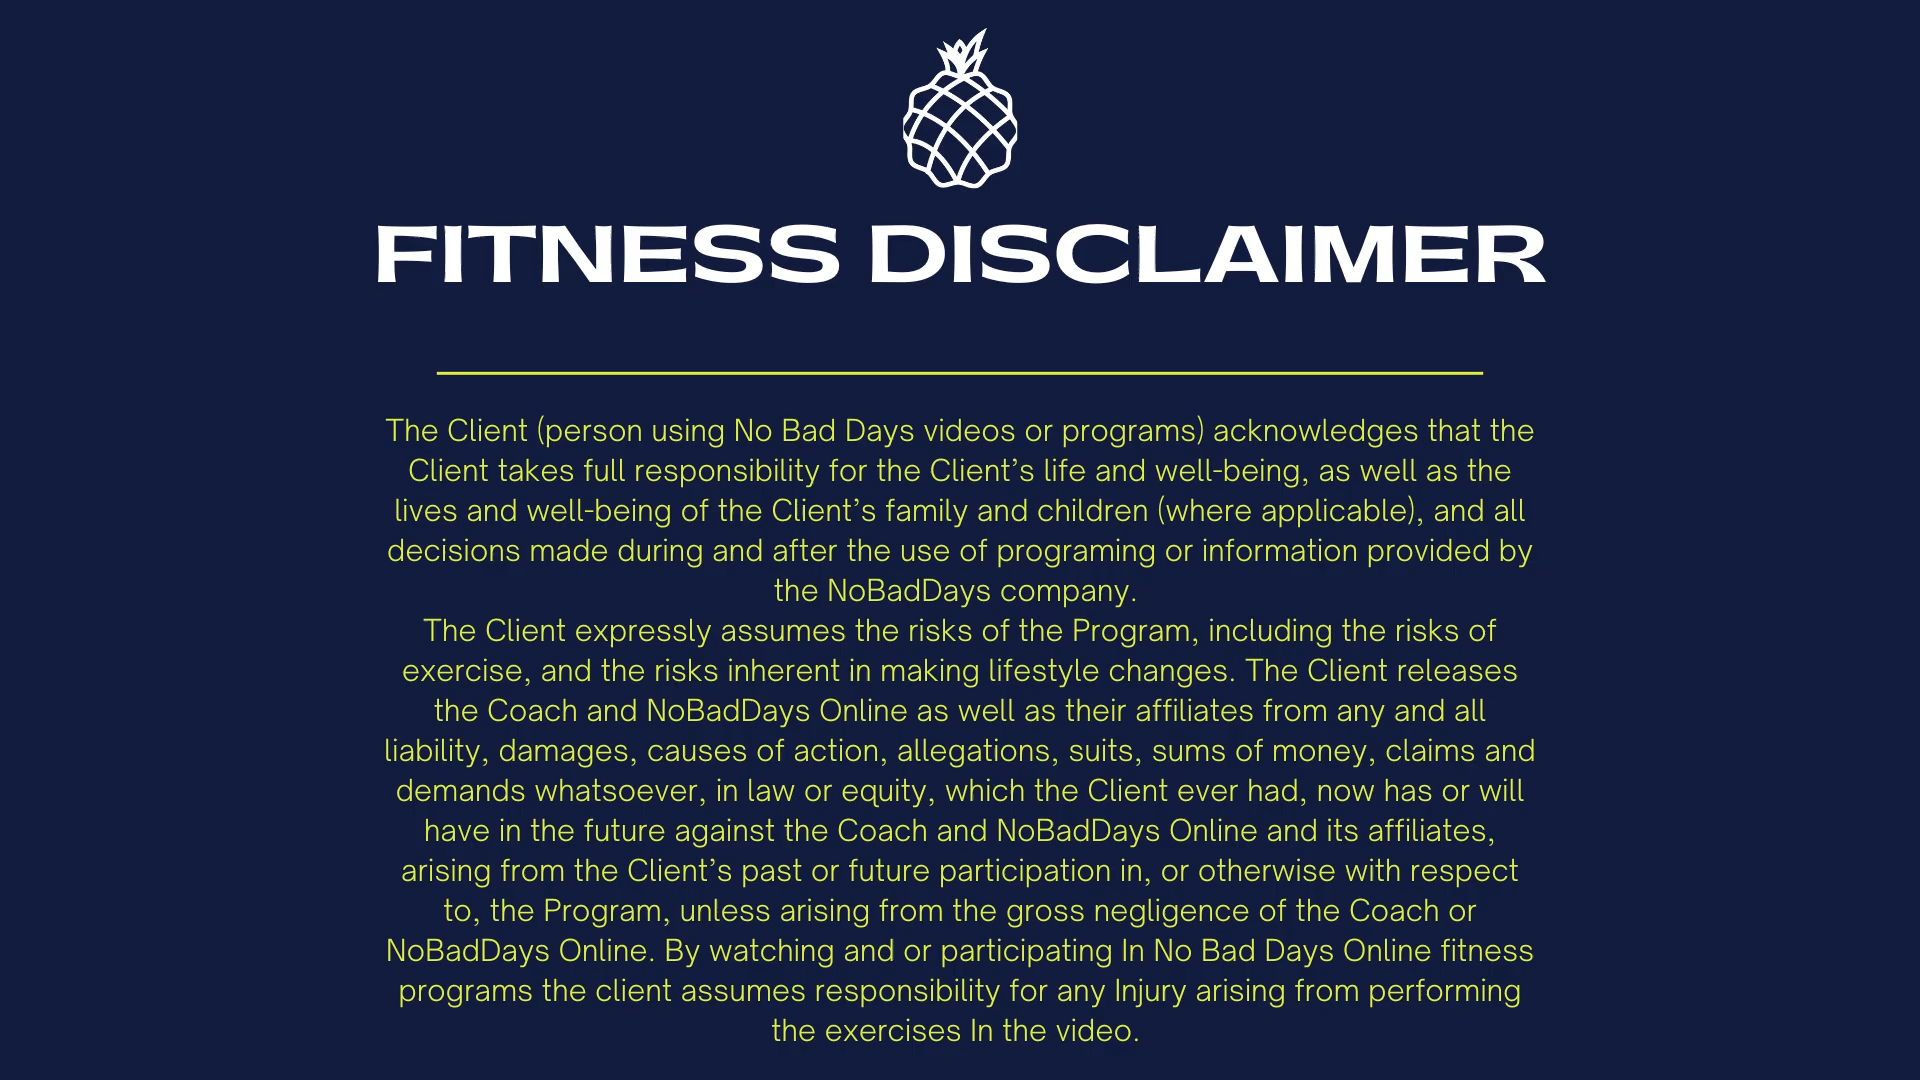 FITNESS DISCLAIMER
The Client (person using No Bad Days videos or programs) acknowledges that the
Client takes full responsibility for the Client’s life and well-being, as well as the
lives and well-being of the Client’s family and children (where applicable), and all
decisions made during and after the use of programing or information provided by
the NoBadDays company.
The Client expressly assumes the risks of the Program, including the risks of
exercise, and the risks inherent in making lifestyle changes. The Client releases
the Coach and NoBadDays Online as well as their affiliates from any and all
liability, damages, causes of action, allegations, suits, sums of money, claims and
demands whatsoever, in law or equity, which the Client ever had, now has or will
have in the future against the Coach and NoBadDays Online and its affiliates,
arising from the Client’s past or future participation in, or otherwise with respect
to, the Program, unless arising from the gross negligence of the Coach or
NoBadDays Online. By watching and or participating In No Bad Days Online fitness
programs the client assumes responsibility for any Injury arising from performing
the exercises In the video.